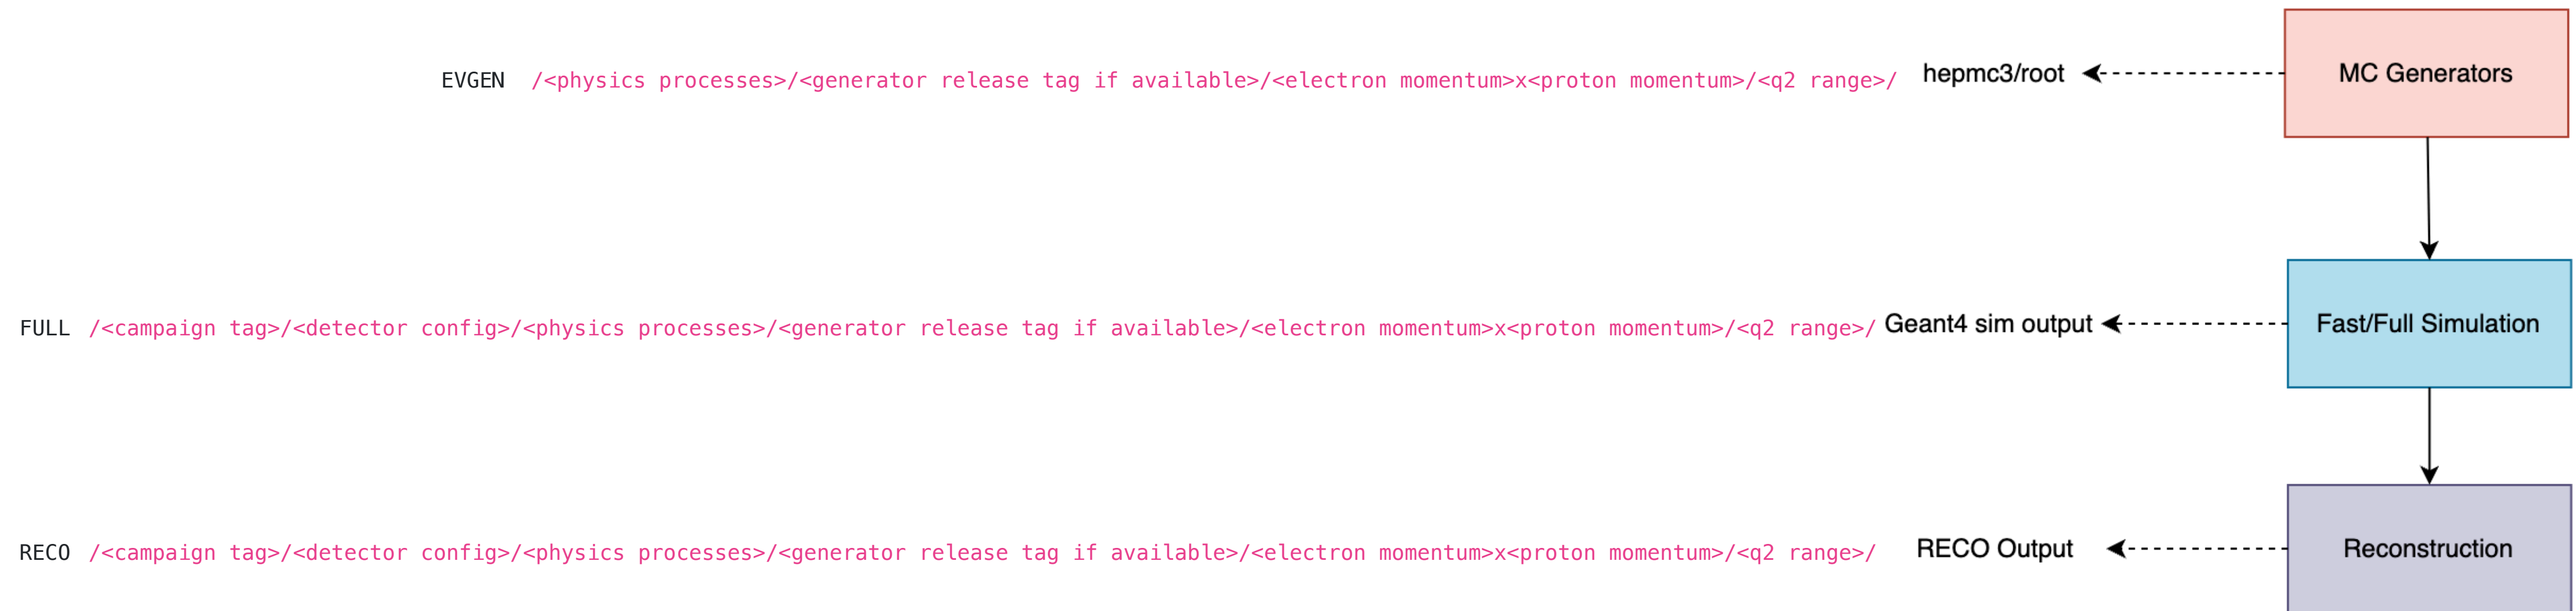 EVGEN /<physics processes>/<generator release tag if available>/<electron momentum>x<proton momentum>/<q2 range>/ hepmc3/root MC Generators
FULL /<campaign tag>/<detector config>/<physics processes>/<generator release tag if available>/<electron momentum>x<proton momentum>/<q2 range>/ Geant4 sim output Fast/Full Simulation
RECO /<campaign tag>/<detector config>/<physics processes>/<generator release tag if available>/<electron momentum>x<proton momentum>/<q2 range>/ RECO Output Reconstruction